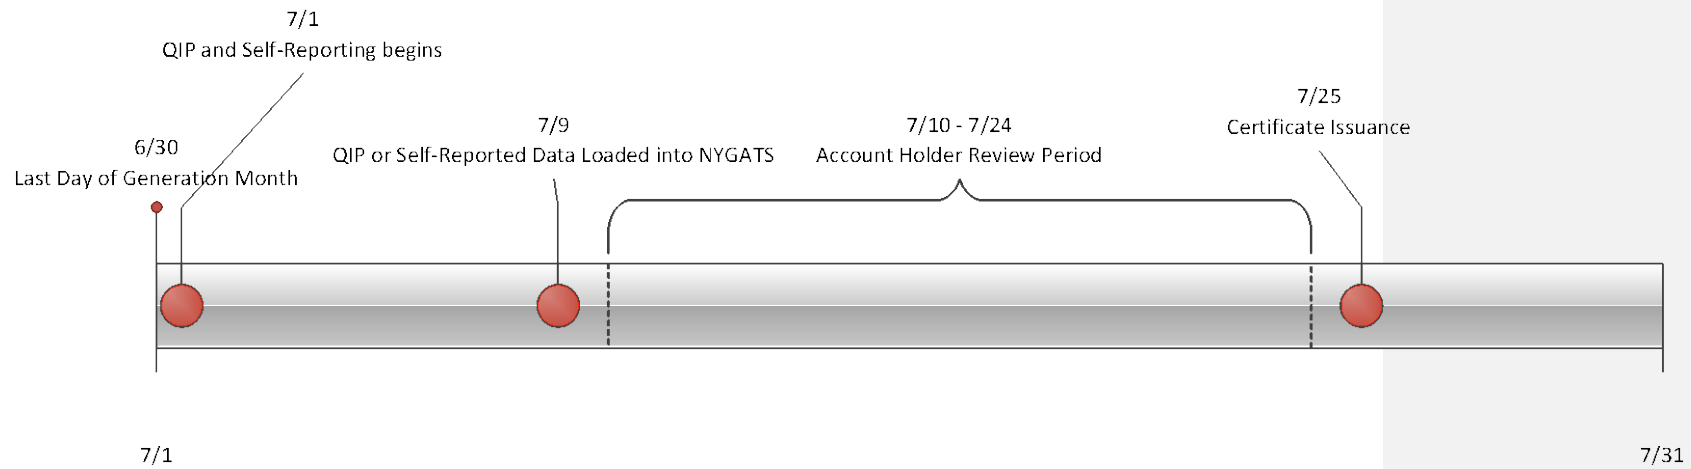 7/1
QIP and Self-Reporting begins
6/30
Last Day of Generation Month
7/9
QIP or Self-Reported Data Loaded into NYGATS
7/10 - 7/24
Account Holder Review Period
7/25
Certificate Issuance
7/1
7/31